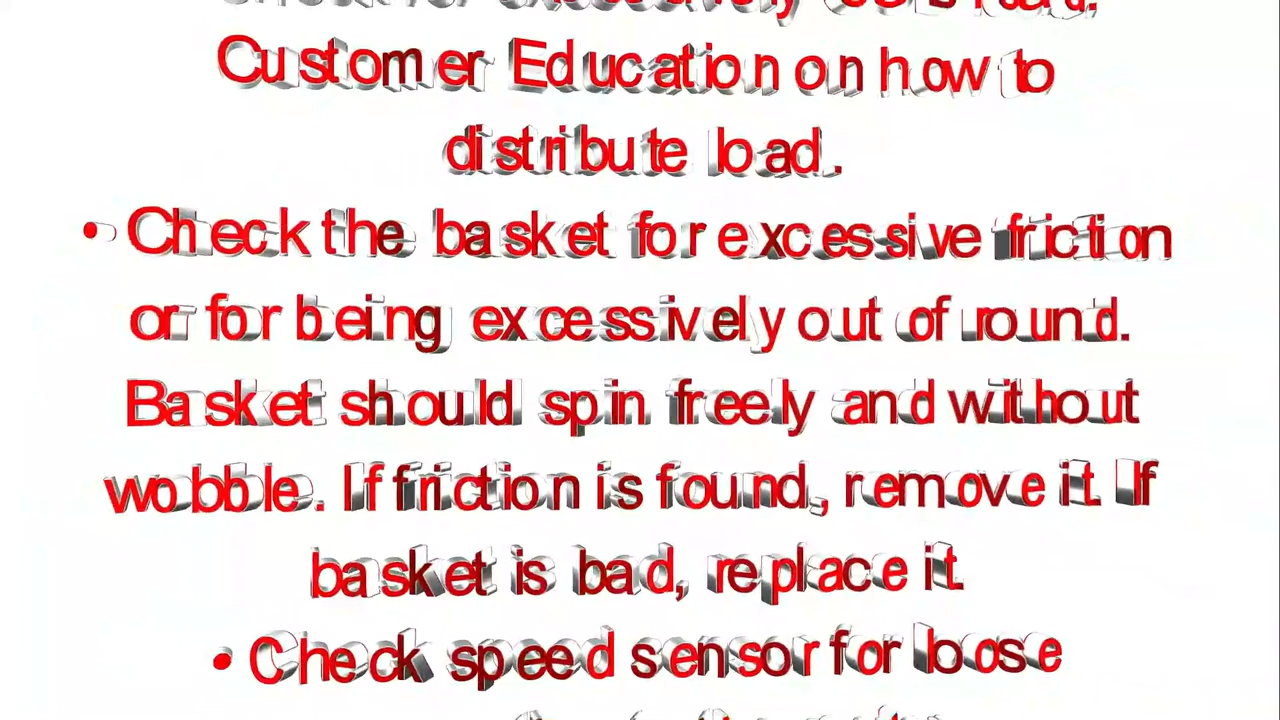 Customer Education on how to
distribute load.
• Check the basket for excessive friction
or for being excessively out of round.
Basket should spin freely and without
wobble. If friction is found, remove it. If
basket is bad, replace it.
• Check speed sensor for loose